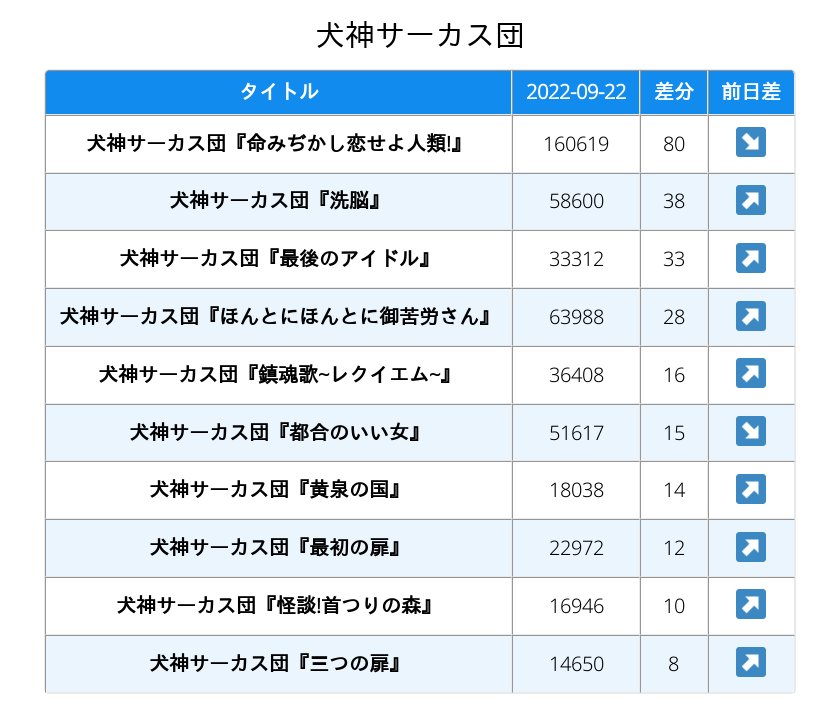 犬神サーカス団
タイトル 2022-09-22 差分 前日差
犬神サーカス団『命みぢかし恋せよ人類!』 160619 80 ↘
犬神サーカス団『洗脳』 58600 38 ↗
犬神サーカス団『最後のアイドル』 33312 33 ↗
犬神サーカス団『ほんとにほんとに御苦労さん』 63988 28 ↗
犬神サーカス団『鎮魂歌~レクイエム~』 36408 16 ↗
犬神サーカス団『都合のいい女』 51617 15 ↘
犬神サーカス団『黄泉の国』 18038 14 ↗
犬神サーカス団『最初の扉』 22972 12 ↗
犬神サーカス団『怪談!首つりの森』 16946 10 ↗
犬神サーカス団『三つの扉』 14650 8 ↗